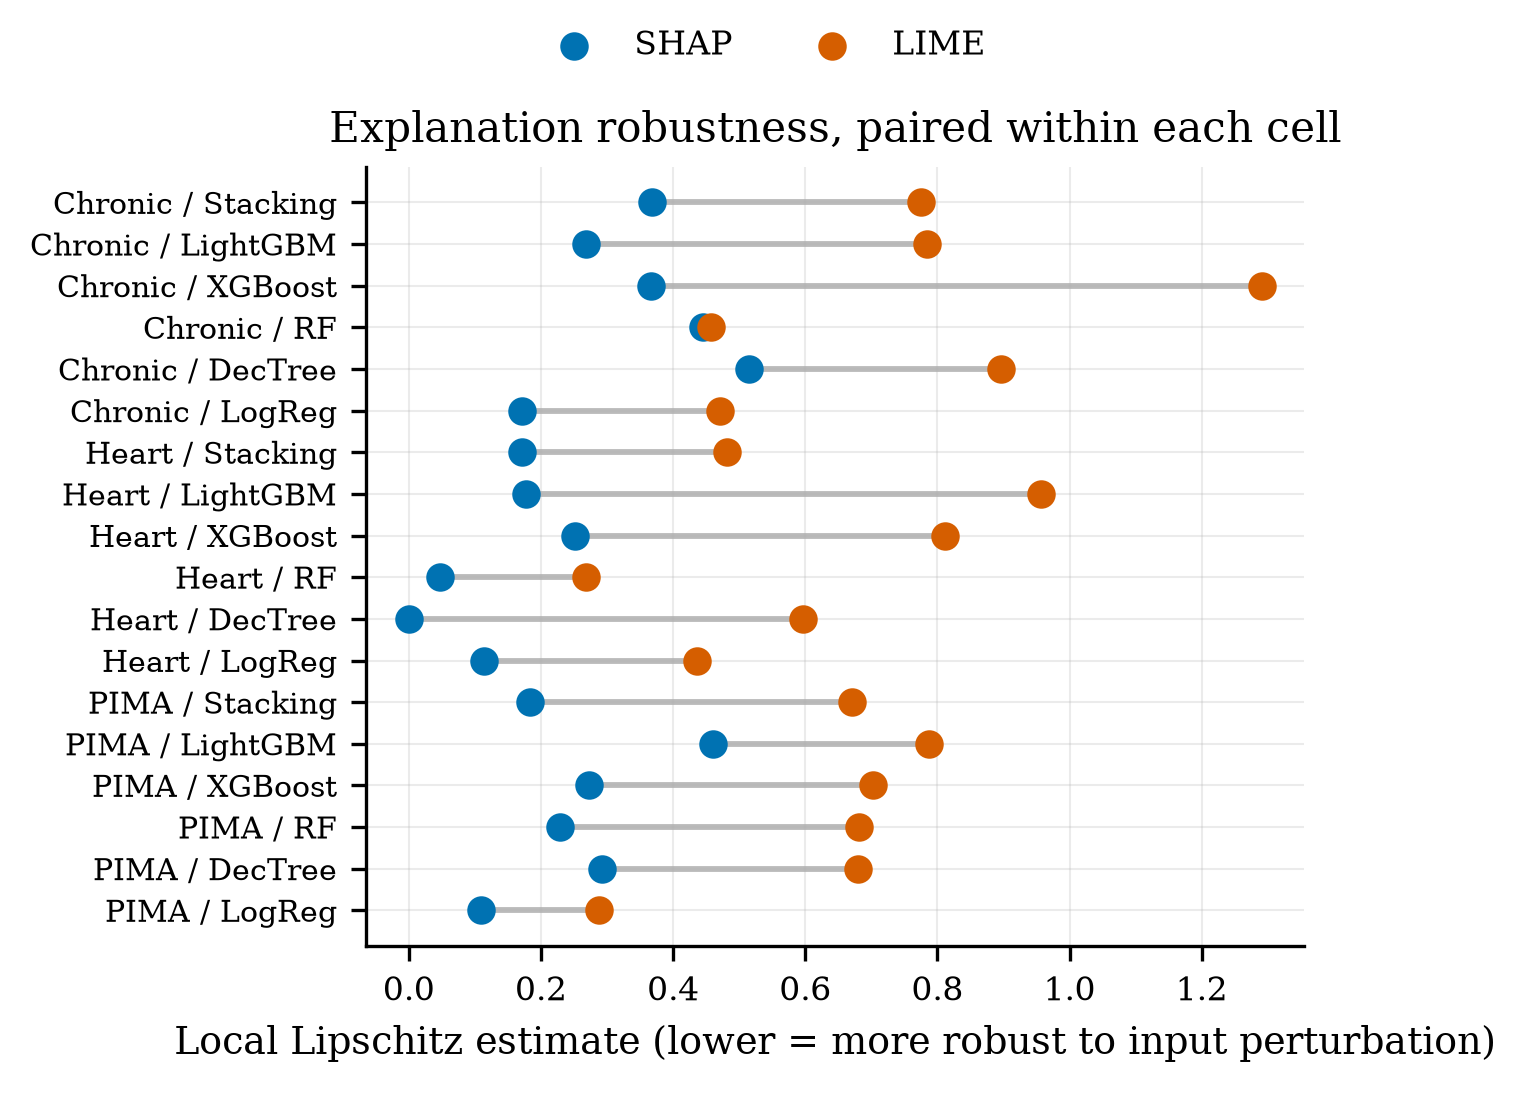 SHAP LIME
Explanation robustness, paired within each cell
Chronic / Stacking
Chronic / LightGBM
Chronic / XGBoost
Chronic / RF
Chronic / DecTree
Chronic / LogReg
Heart / Stacking
Heart / LightGBM
Heart / XGBoost
Heart / RF
Heart / DecTree
Heart / LogReg
PIMA / Stacking
PIMA / LightGBM
PIMA / XGBoost
PIMA / RF
PIMA / DecTree
PIMA / LogReg
0.0 0.2 0.4 0.6 0.8 1.0 1.2
Local Lipschitz estimate (lower = more robust to input perturbation)